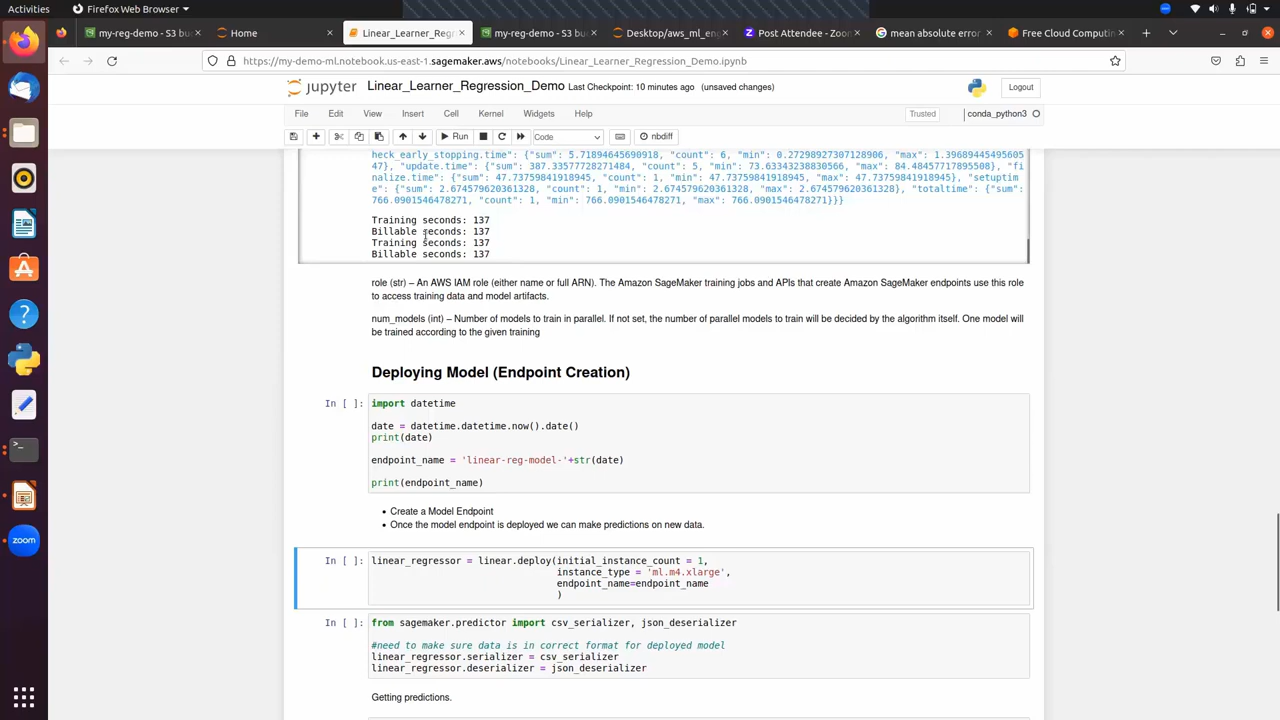 Activities
Firefox Web Browser
my-reg-demo - S3 bu
Home
Linear_Learner_Reg
my-reg-demo - S3 bu
Desktop/aws_ml_en
Post Attendee - Zoom
mean absolute error
Free Cloud Computin
https://my-demo-ml.notebook.us-east-1.sagemaker.aws/notebooks/Linear_Learner_Regression_Demo.ipynb
jupyter
Linear_Learner_Regression_Demo Last Checkpoint: 10 minutes ago (unsaved changes)
Logout
File Edit View Insert Cell Kernel Widgets Help
Trusted
conda_python3
Run
Code
nbdiff
heck_early_stopping.time": {"sum": 5.71894645690918, "count": 6, "min": 0.27298927307128906, "max": 1.39689445495605
47}, "update.time": {"sum": 387.335577728271484, "count": 5, "min": 73.63343238830566, "max": 84.48457717895508}, "fi
nalize.time": {"sum": 47.73759841918945, "count": 1, "min": 47.73759841918945, "max": 47.73759841918945}, "setuptim
e": {"sum": 2.674579620361328, "count": 1, "min": 2.674579620361328, "max": 2.674579620361328}, "totaltime": {"sum":
766.0901546478271, "count": 1, "min": 766.0901546478271, "max": 766.0901546478271}}}
Training seconds: 137
Billable seconds: 137
Training seconds: 137
Billable seconds: 137
role (str) – An AWS IAM role (either name or full ARN). The Amazon SageMaker training jobs and APIs that create Amazon SageMaker endpoints use this role
to access training data and model artifacts.
num_models (int) – Number of models to train in parallel. If not set, the number of parallel models to train will be decided by the algorithm itself. One model will
be trained according to the given training
Deploying Model (Endpoint Creation)
In [ ]: import datetime
date = datetime.datetime.now().date()
print(date)
endpoint_name = 'linear-reg-model-'+str(date)
print(endpoint_name)
• Create a Model Endpoint
• Once the model endpoint is deployed we can make predictions on new data.
In [ ]: linear_regressor = linear.deploy(initial_instance_count = 1,
instance_type = 'ml.m4.xlarge',
endpoint_name=endpoint_name
)
In [ ]: from sagemaker.predictor import csv_serializer, json_deserializer
#need to make sure data is in correct format for deployed model
linear_regressor.serializer = csv_serializer
linear_regressor.deserializer = json_deserializer
Getting predictions.
zoom